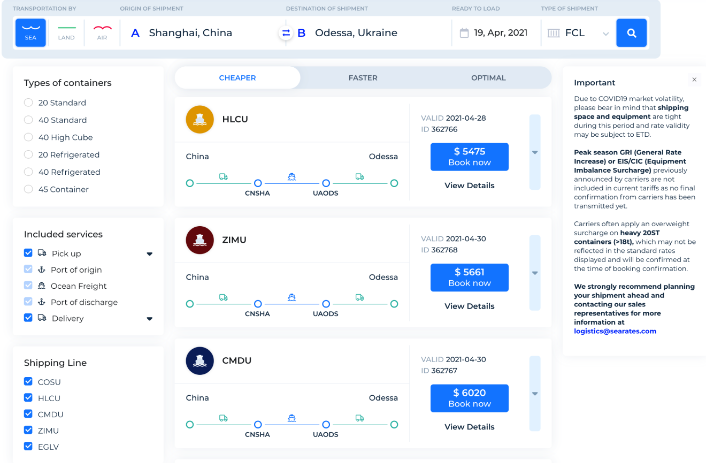 TRANSPORTATION BY
ORIGIN OF SHIPMENT
DESTINATION OF SHIPMENT
READY TO LOAD
TYPE OF SHIPMENT
SEA
LAND
AIR
A Shanghai, China
B Odessa, Ukraine
19, Apr, 2021
FCL
Types of containers
20 Standard
40 Standard
40 High Cube
20 Refrigerated
40 Refrigerated
45 Container
Included services
Pick up
Port of origin
Ocean Freight
Port of discharge
Delivery
Shipping Line
COSU
HLCU
CMDU
ZIMU
EGLV
CHEAPER
FASTER
OPTIMAL
HLCU
China
Odessa
CNSHA
UAODS
VALID 2021-04-28
ID 362766
$ 5475
Book now
View Details
ZIMU
China
Odessa
CNSHA
UAODS
VALID 2021-04-30
ID 362768
$ 5661
Book now
View Details
CMDU
China
Odessa
CNSHA
UAODS
VALID 2021-04-30
ID 362767
$ 6020
Book now
View Details
Important
Due to COVID19 market volatility,
please bear in mind that shipping
space and equipment are tight
during this period and rate validity
may be subject to ETD.
Peak season GRI (General Rate
Increase) or EIS/CIC (Equipment
Imbalance Surcharge) previously
announced by carriers are not
included in current tariffs as no final
confirmation from carriers has been
transmitted yet.
Carriers often apply an overweight
surcharge on heavy 20ST
containers (>18t), which may not be
reflected in the standard rates
displayed and will be confirmed at
the time of booking confirmation.
We strongly recommend planning
your shipment ahead and
contacting our sales
representatives for more
information at
logistics@searates.com